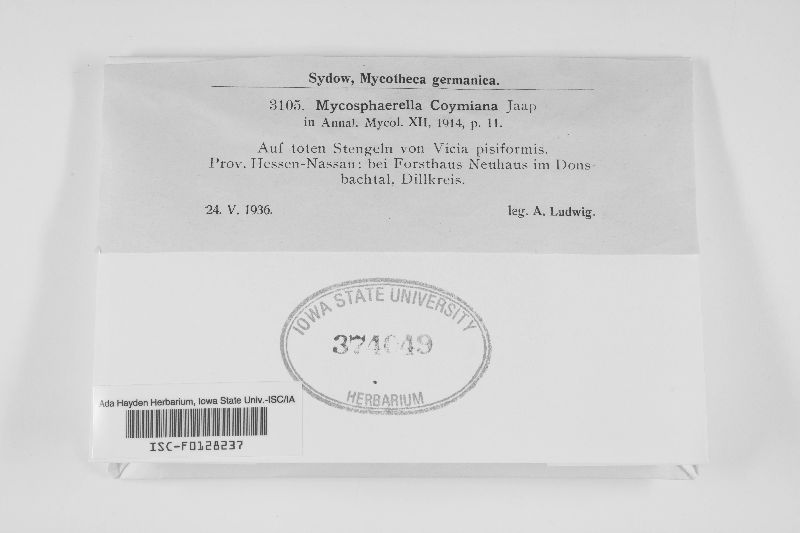 Sydow, Mycotheca germanica.
3105. Mycosphaerella Coymiana Jaap
in Annal. Mycol. XII, 1914, p. 11.
Auf toten Stengeln von Vicia pisiformis.
Prov. Hessen-Nassau: bei Forsthaus Neuhaus im Dons-
bachtal, Dillkreis.
24. V. 1936. leg. A. Ludwig.
IOWA STATE UNIVERSITY
374049
HERBARIUM
Ada Hayden Herbarium, Iowa State Univ.-ISC/IA
ISC-F0128237